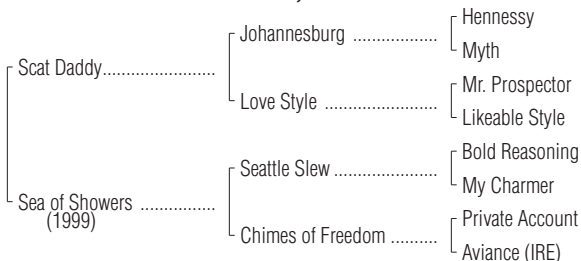 Hennessy
Johannesburg ..................
Myth
Scat Daddy.......................
Mr. Prospector
Love Style ........................
Likeable Style
Bold Reasoning
Seattle Slew ......................
My Charmer
Sea of Showers ................
(1999)
Private Account
Chimes of Freedom ..........
Aviance (IRE)